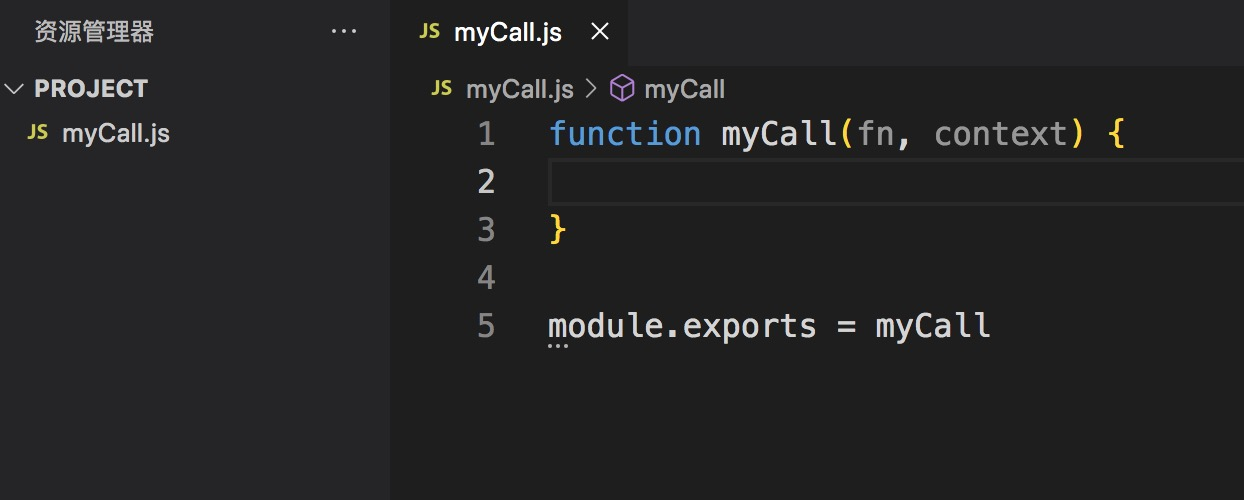 资源管理器 ···
PROJECT
JS myCall.js
JS myCall.js
JS myCall.js > myCall
1 function myCall(fn, context) {
2
3 }
4
5 module.exports = myCall